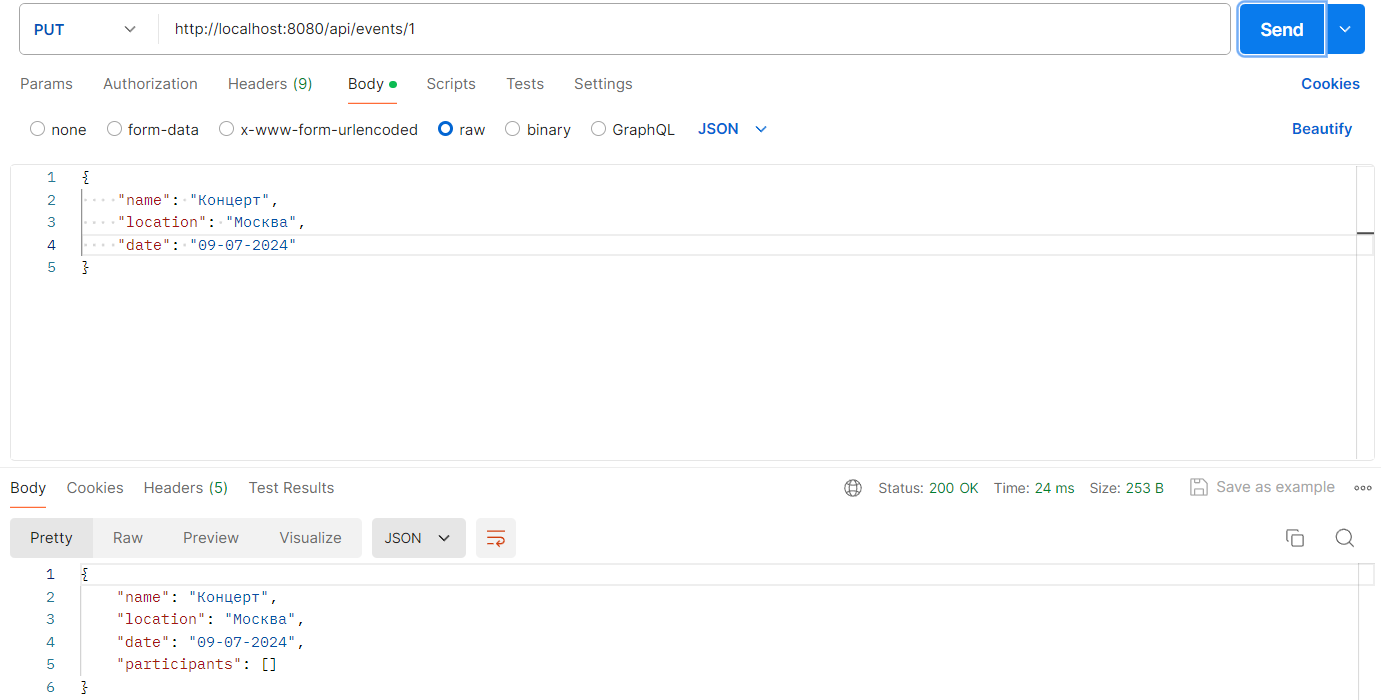 PUT http://localhost:8080/api/events/1 Send
Params Authorization Headers (9) Body Scripts Tests Settings Cookies
none form-data x-www-form-urlencoded raw binary GraphQL JSON Beautify
1 {
2 "name": "Концерт",
3 "location": "Москва",
4 "date": "09-07-2024"
5 }
Body Cookies Headers (5) Test Results Status: 200 OK Time: 24 ms Size: 253 B Save as example
Pretty Raw Preview Visualize JSON
1 {
2 "name": "Концерт",
3 "location": "Москва",
4 "date": "09-07-2024",
5 "participants": []
6 }